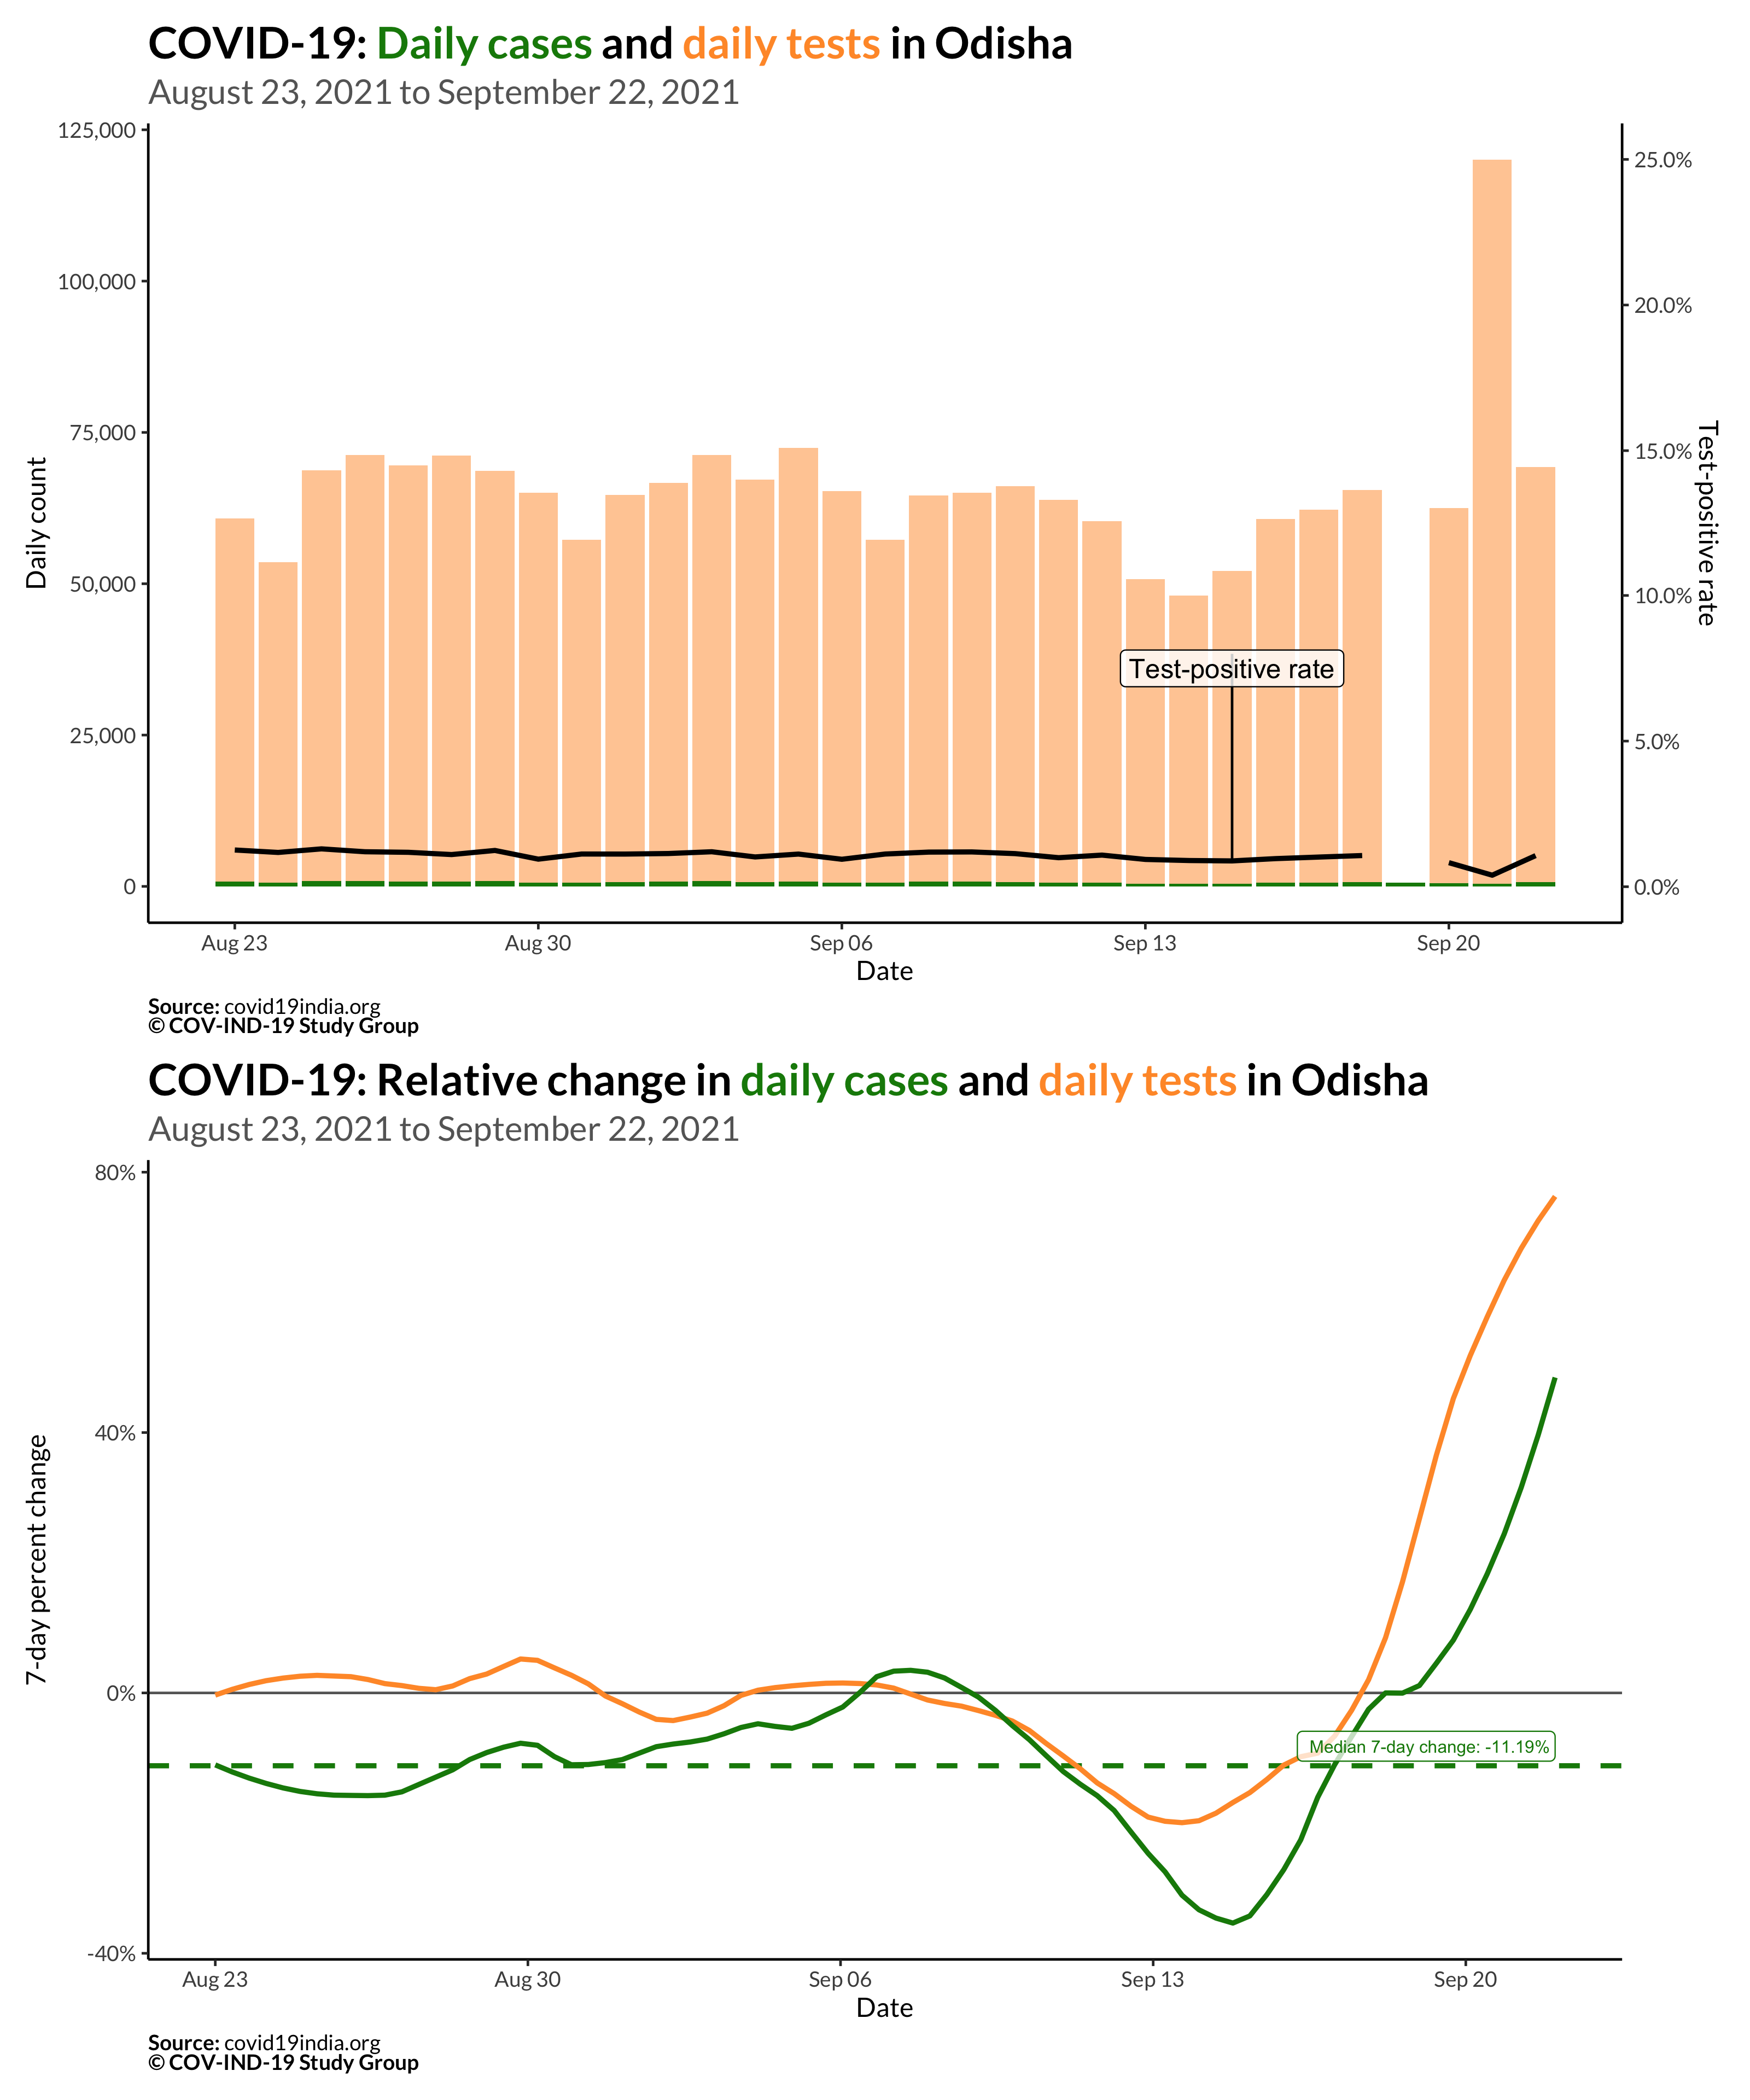 COVID-19: Daily cases and daily tests in Odisha
August 23, 2021 to September 22, 2021
125,000
100,000
75,000
50,000
25,000
0
Daily count
25.0%
20.0%
15.0%
10.0%
5.0%
0.0%
Test-positive rate
Test-positive rate
Aug 23
Aug 30
Sep 06
Sep 13
Sep 20
Date
Source: covid19india.org
© COV-IND-19 Study Group
COVID-19: Relative change in daily cases and daily tests in Odisha
August 23, 2021 to September 22, 2021
80%
40%
0%
-40%
7-day percent change
Median 7-day change: -11.19%
Aug 23
Aug 30
Sep 06
Sep 13
Sep 20
Date
Source: covid19india.org
© COV-IND-19 Study Group